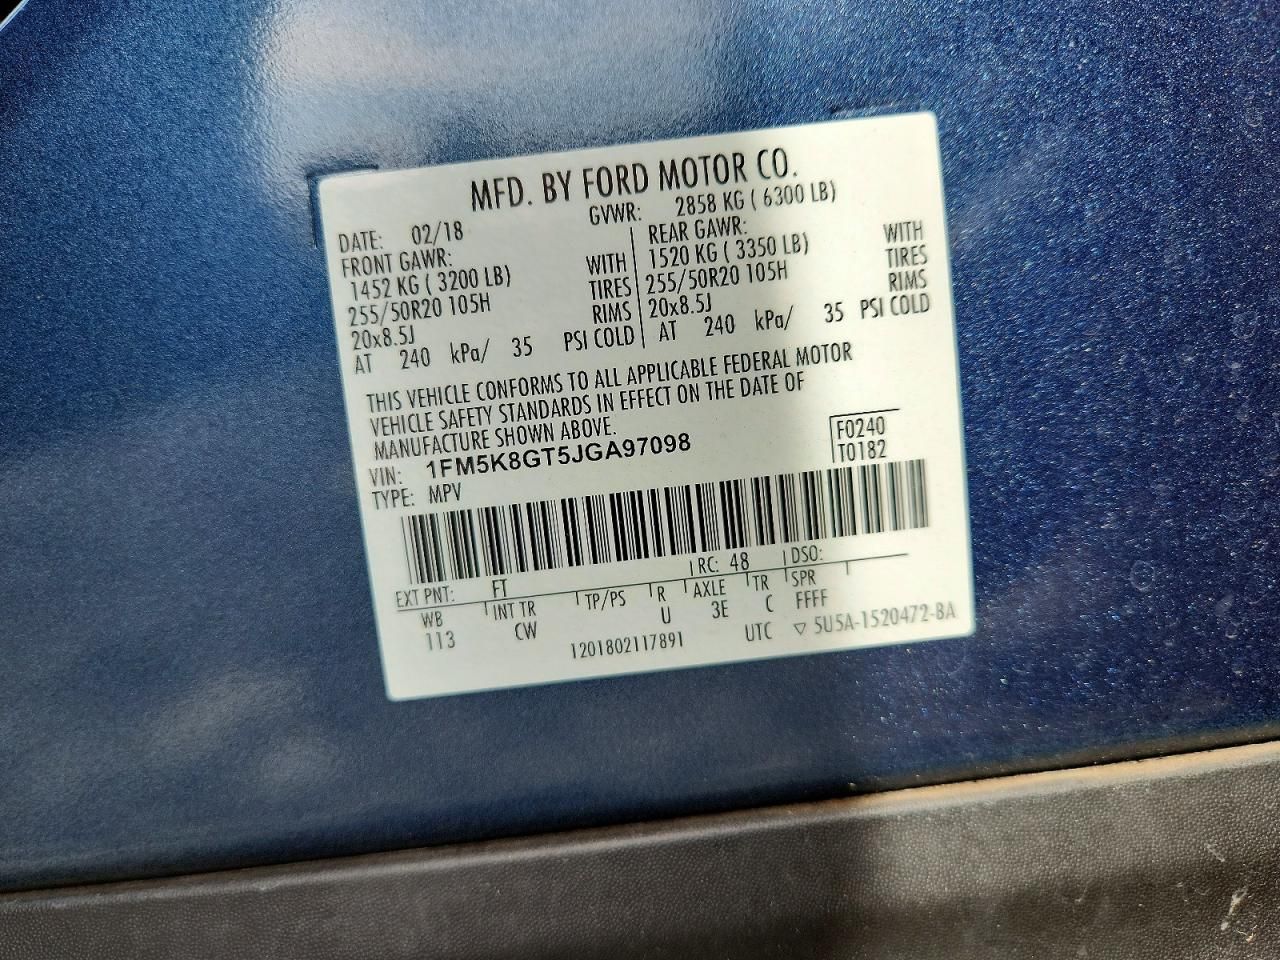 MFD. BY FORD MOTOR CO.
DATE: 02/18 GVWR: 2858 KG ( 6300 LB)
FRONT GAWR: REAR GAWR:
1452 KG ( 3200 LB) WITH 1520 KG ( 3350 LB) WITH
255/50R20 105H TIRES 255/50R20 105H TIRES
20x8.5J RIMS 20x8.5J RIMS
AT 240 kPa/ 35 PSI COLD AT 240 kPa/ 35 PSI COLD
THIS VEHICLE CONFORMS TO ALL APPLICABLE FEDERAL MOTOR
VEHICLE SAFETY STANDARDS IN EFFECT ON THE DATE OF
MANUFACTURE SHOWN ABOVE.
VIN: 1FM5K8GT5JGA97098 F0240
TYPE: MPV T0182
EXT PNT: FT RC: 48 DSO:
WB INT TR TP/PS R AXLE TR SPR
113 CW U 3E C FFFF
1201802117891 UTC ▽ 5U5A-1520472-BA